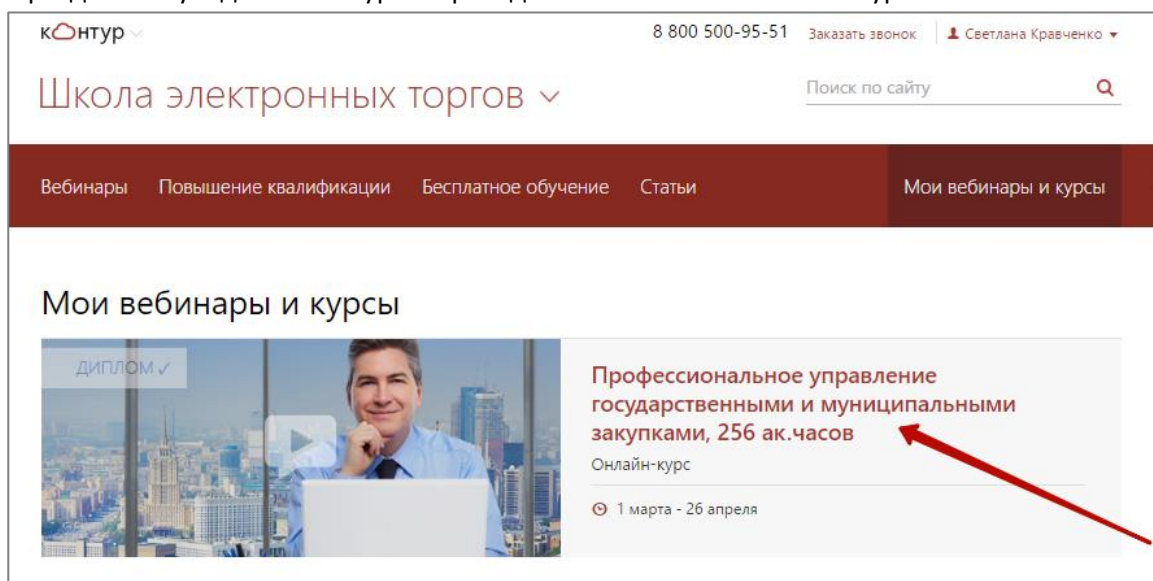 кОнтур
8 800 500-95-51 Заказать звонок Светлана Кравченко
Школа электронных торгов
Поиск по сайту
Вебинары Повышение квалификации Бесплатное обучение Статьи Мои вебинары и курсы
Мои вебинары и курсы
ДИПЛОМ ✓
Профессиональное управление
государственными и муниципальными
закупками, 256 ак.часов
Онлайн-курс
1 марта - 26 апреля